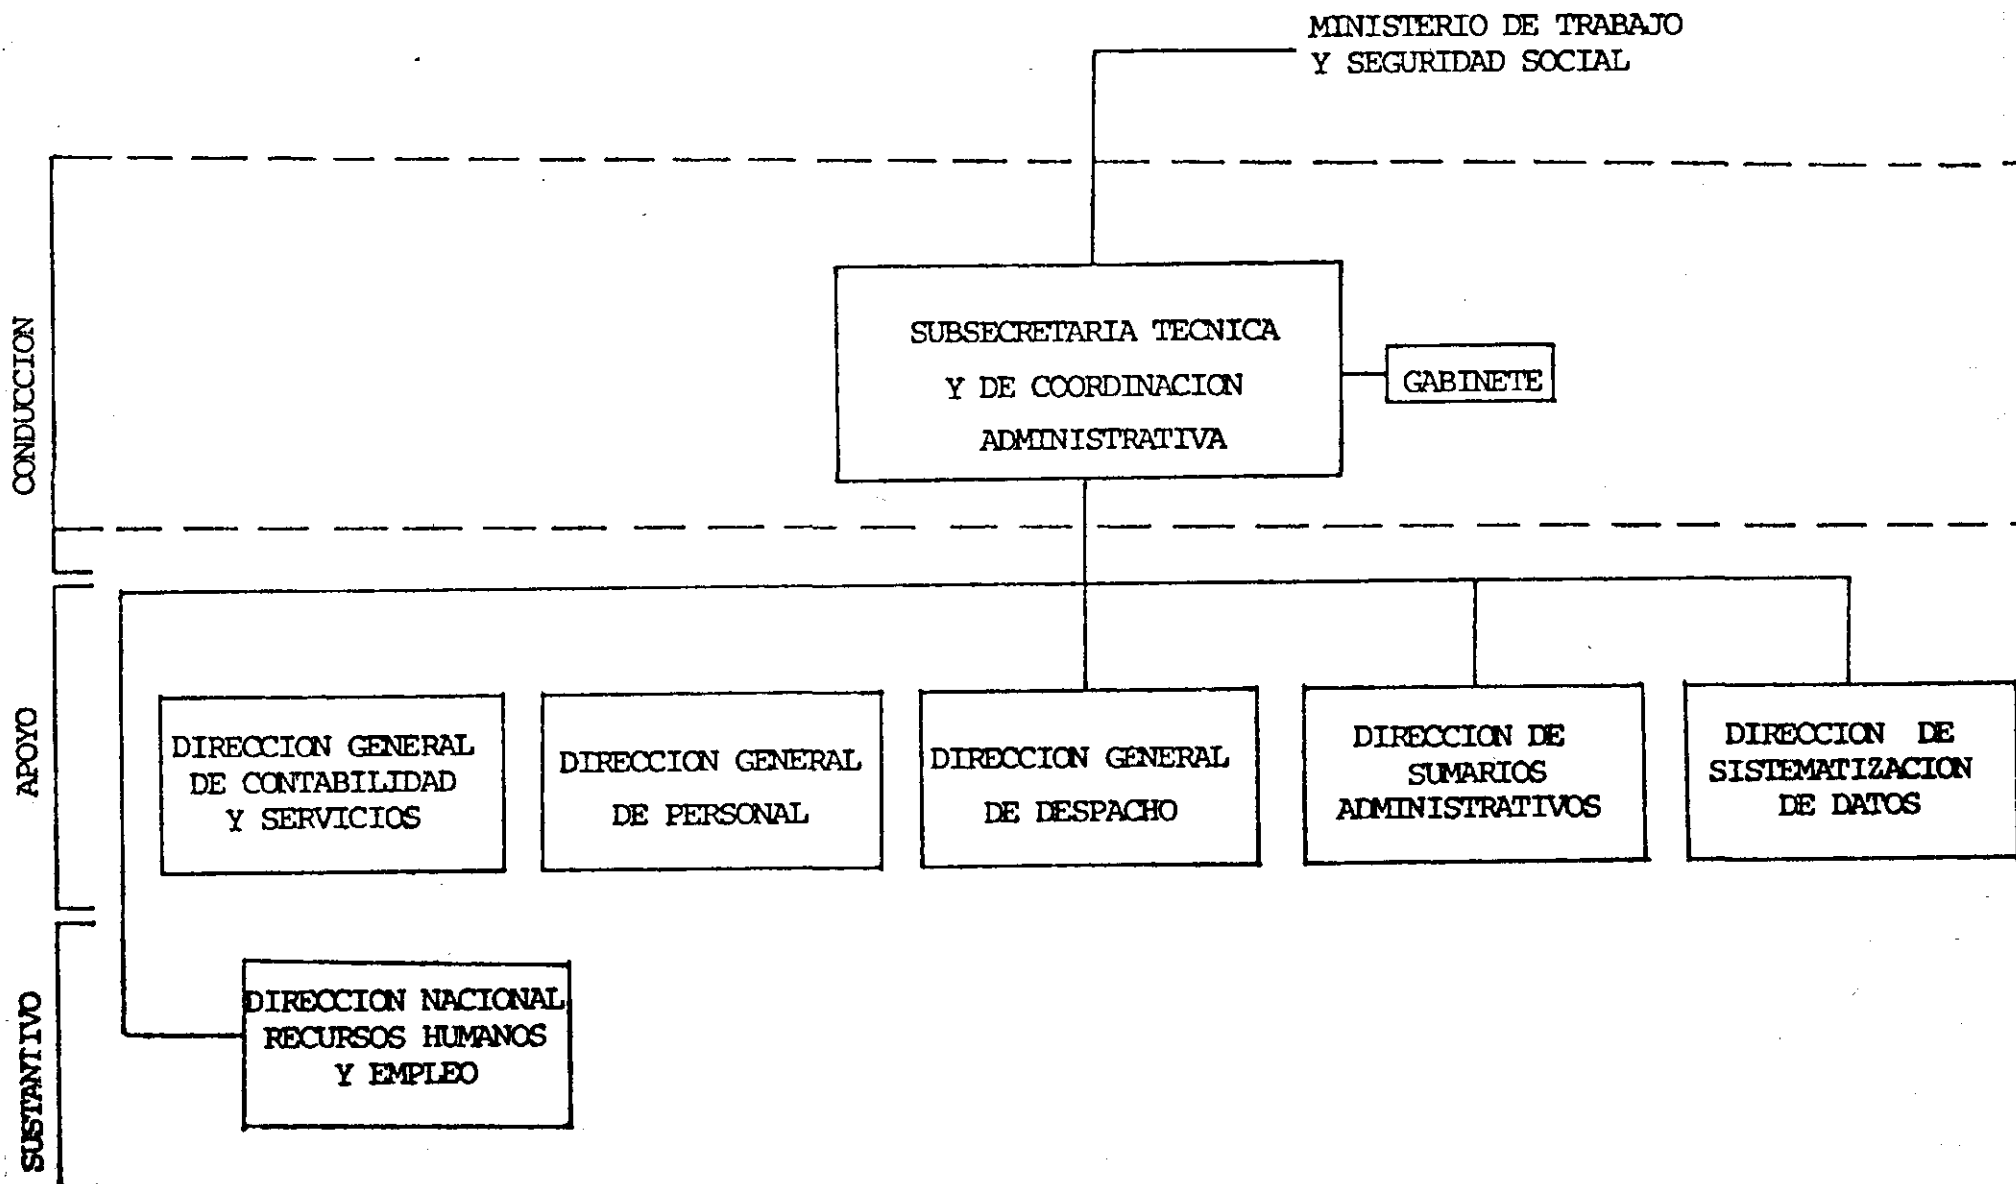 MINISTERIO DE TRABAJO
Y SEGURIDAD SOCIAL
CONDUCCION
SUBSECRETARIA TECNICA
Y DE COORDINACION
ADMINISTRATIVA
GABINETE
APOYO
DIRECCION GENERAL
DE CONTABILIDAD
Y SERVICIOS
DIRECCION GENERAL
DE PERSONAL
DIRECCION GENERAL
DE DESPACHO
DIRECCION DE
SUMARIOS
ADMINISTRATIVOS
DIRECCION DE
SISTEMATIZACION
DE DATOS
SUSTANTIVO
DIRECCION NACIONAL
RECURSOS HUMANOS
Y EMPLEO